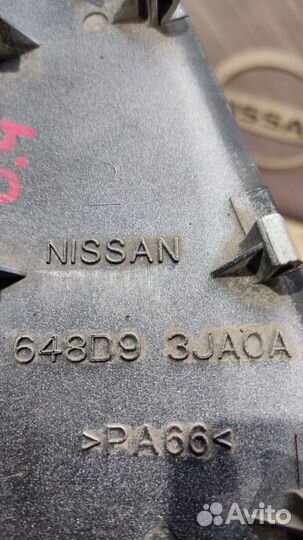 2
NISSAN
NISSAN
648D9 3JA0A
>PA66<
Avito